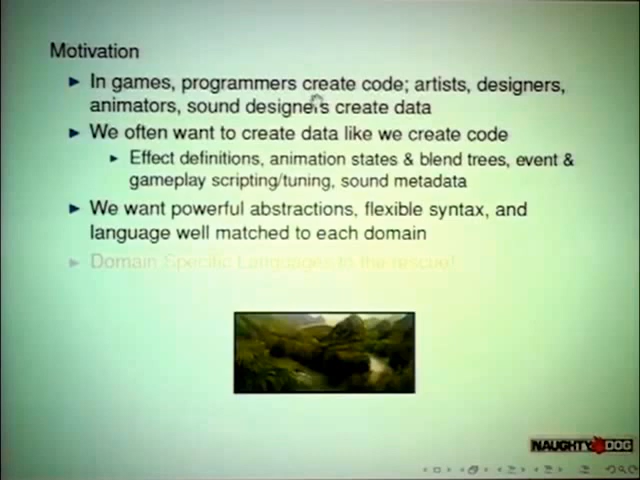 Motivation
In games, programmers create code; artists, designers,
animators, sound designers create data
We often want to create data like we create code
Effect definitions, animation states & blend trees, event &
gameplay scripting/tuning, sound metadata
We want powerful abstractions, flexible syntax, and
language well matched to each domain
Domain Specific Languages to the rescue!
NAUGHTY DOG